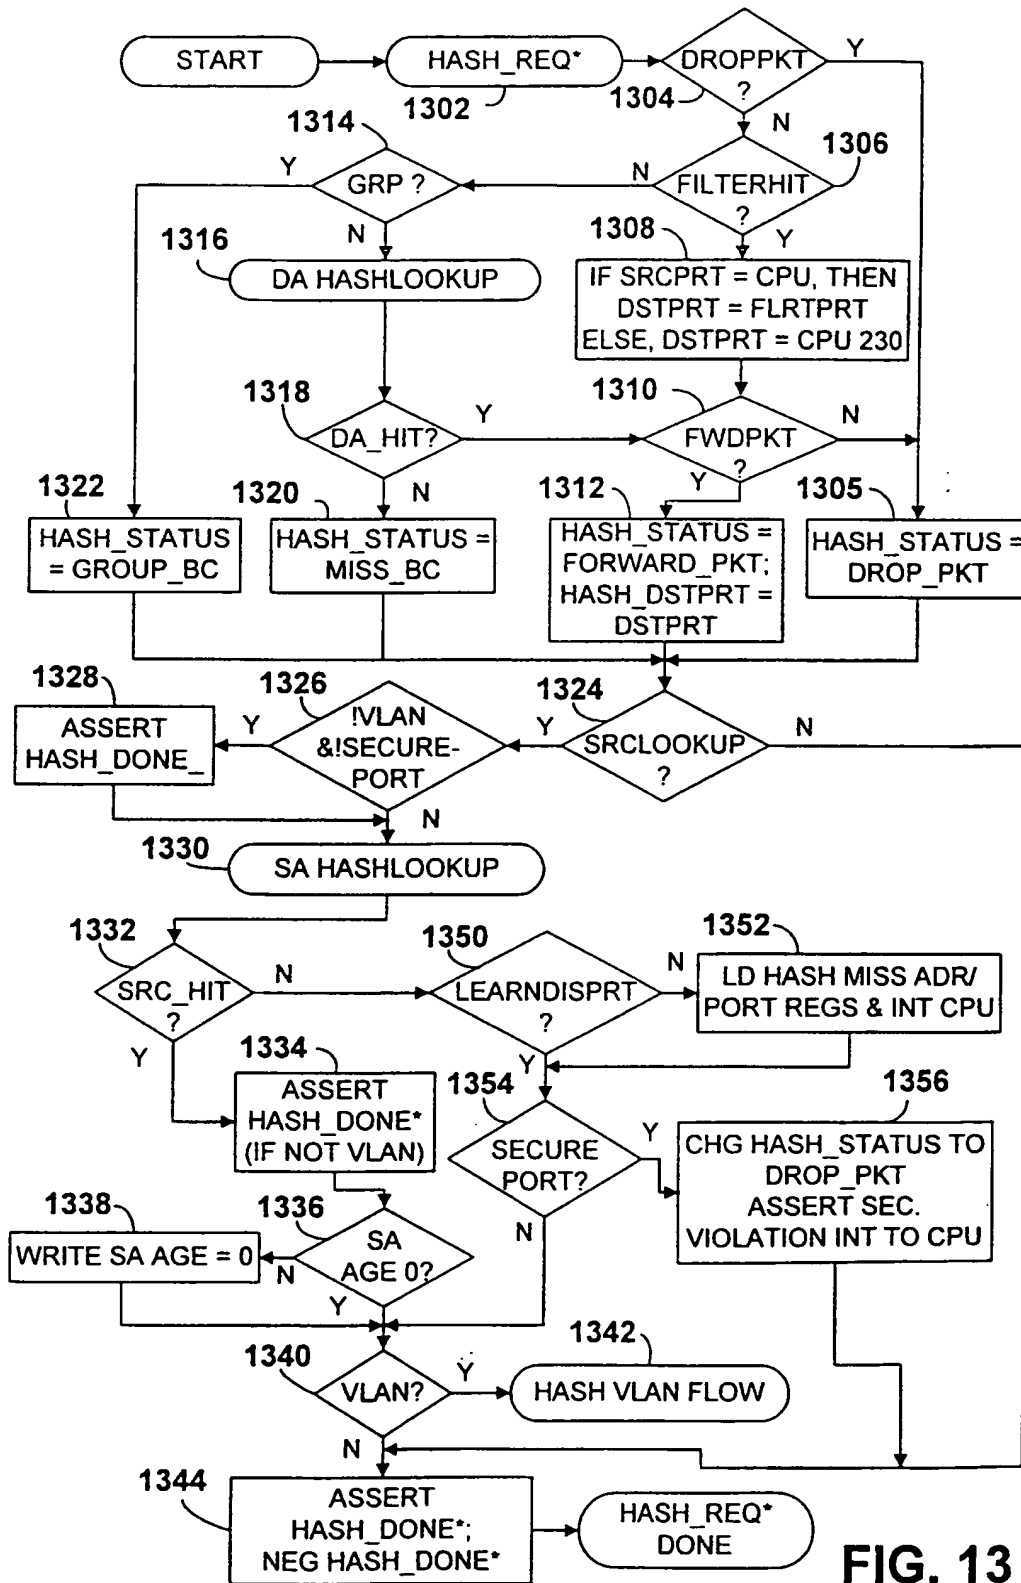 START
HASH_REQ*
1302
DROPPKT
?
1304
Y
N
1314
GRP ?
Y
N
FILTERHIT
?
1306
N
Y
1316
DA HASHLOOKUP
1308
IF SRCPRT = CPU, THEN
DSTPRT = FLRTPRT
ELSE, DSTPRT = CPU 230
1318
DA_HIT?
Y
N
1310
FWDPKT
?
N
Y
1322
HASH_STATUS
= GROUP_BC
1320
HASH_STATUS =
MISS_BC
1312
HASH_STATUS =
FORWARD_PKT;
HASH_DSTPRT =
DSTPRT
1305
HASH_STATUS =
DROP_PKT
1328
ASSERT
HASH_DONE_
1326
!VLAN
&!SECURE-
PORT
Y
N
1324
SRCLOOKUP
?
Y
N
1330
SA HASHLOOKUP
1332
SRC_HIT
?
N
Y
1350
LEARNDISPRT
?
N
Y
1352
LD HASH MISS ADR/
PORT REGS & INT CPU
1334
ASSERT
HASH_DONE*
(IF NOT VLAN)
1354
SECURE
PORT?
Y
N
1356
CHG HASH_STATUS TO
DROP_PKT
ASSERT SEC.
VIOLATION INT TO CPU
1338
WRITE SA AGE = 0
1336
SA
AGE 0?
N
Y
1340
VLAN?
Y
N
1342
HASH VLAN FLOW
1344
ASSERT
HASH_DONE*;
NEG HASH_DONE*
HASH_REQ*
DONE
FIG. 13